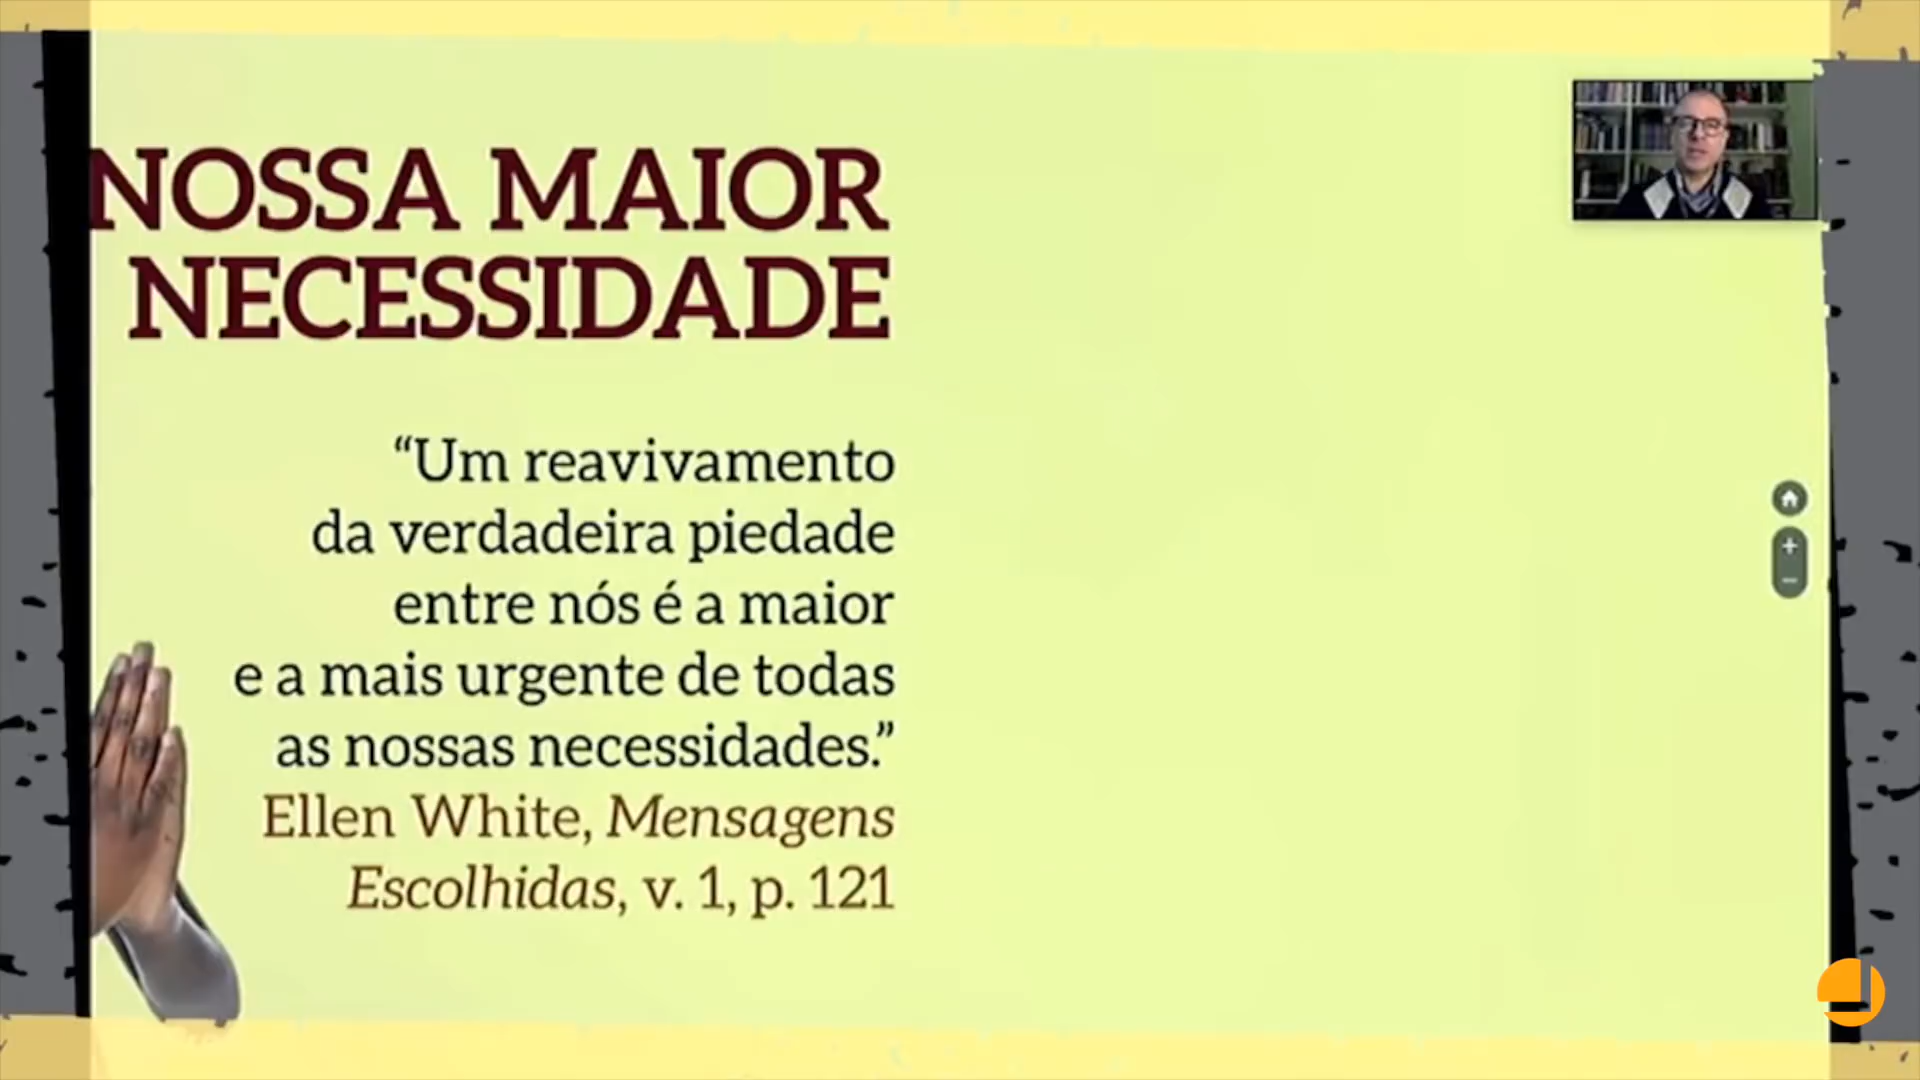 NOSSA MAIOR
NECESSIDADE
“Um reavivamento
da verdadeira piedade
entre nós é a maior
e a mais urgente de todas
as nossas necessidades.”
Ellen White, Mensagens
Escolhidas, v. 1, p. 121